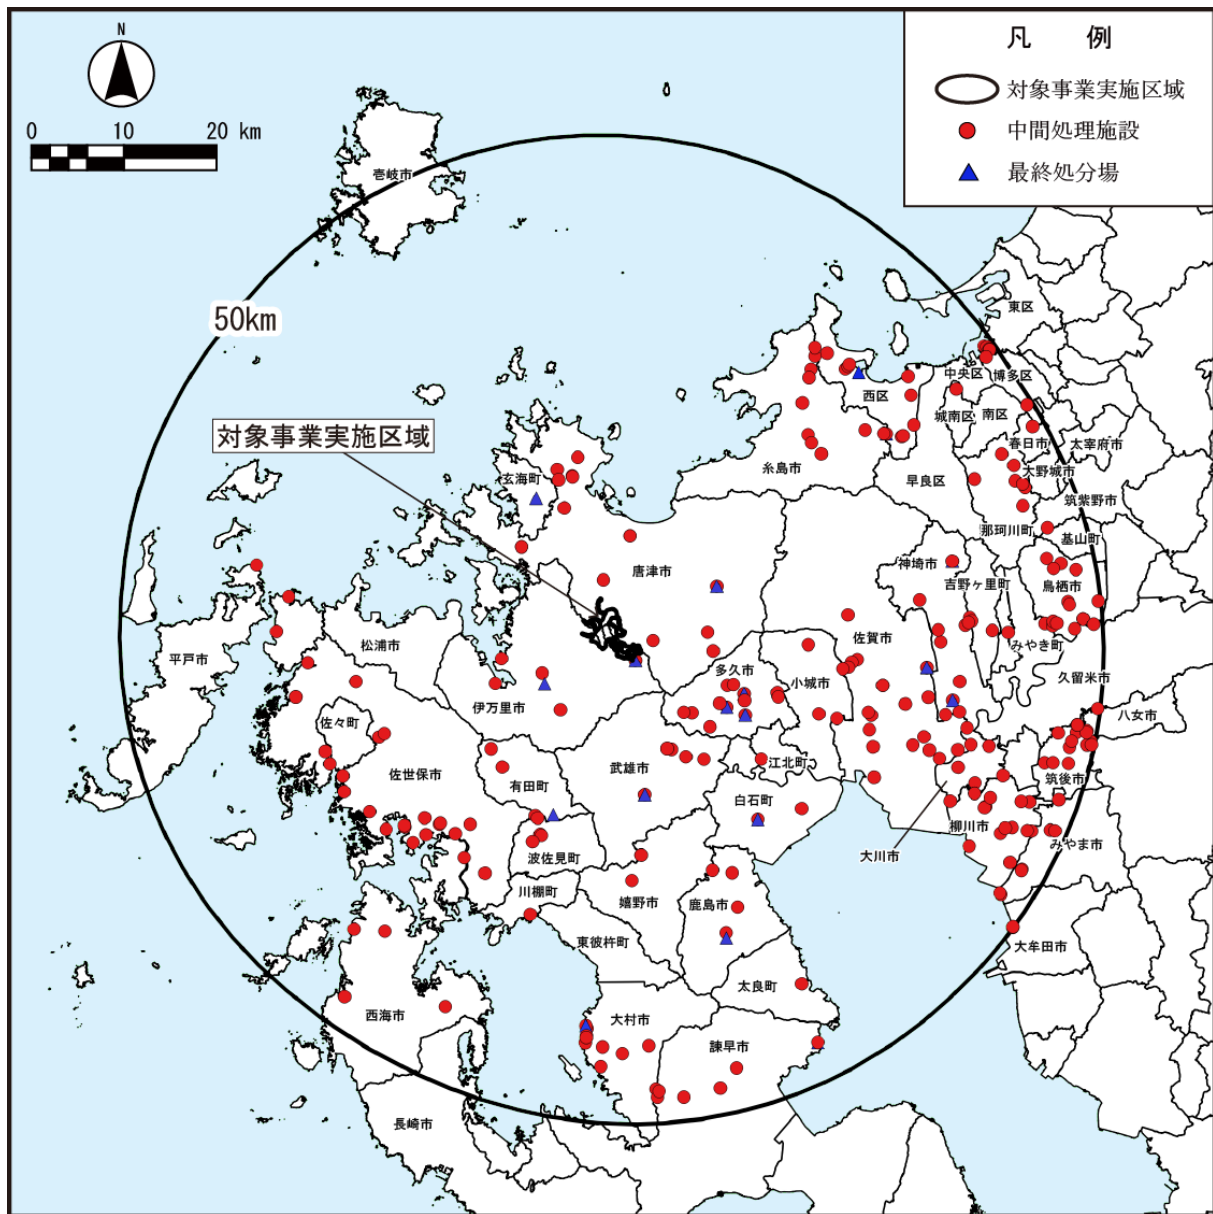 N
0 10 20 km
凡 例
対象事業実施区域
中間処理施設
最終処分場
壱岐市
50km
対象事業実施区域
東区
中央区
博多区
西区
城南区
南区
春日市
太宰府市
糸島市
早良区
大野城市
筑紫野市
玄海町
那珂川町
基山町
唐津市
神埼市
吉野ヶ里町
鳥栖市
松浦市
佐賀市
みやき町
平戸市
多久市
小城市
久留米市
伊万里市
八女市
佐々町
佐世保市
有田町
武雄市
江北町
筑後市
白石町
柳川市
みやま市
大川市
波佐見町
川棚町
嬉野市
鹿島市
東彼杵町
大牟田市
太良町
西海市
大村市
諫早市
長崎市